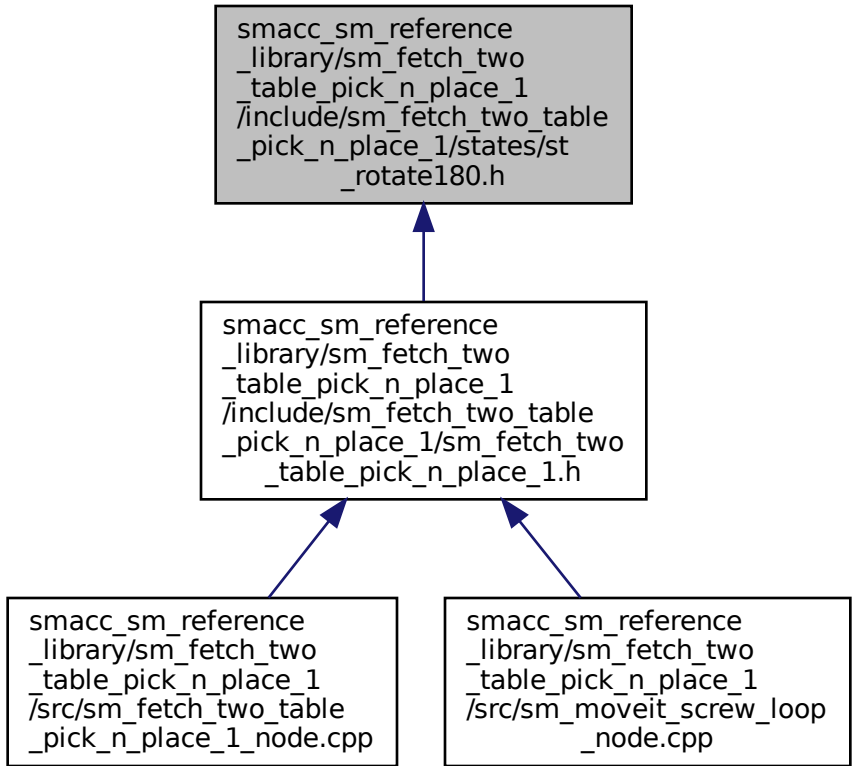 smacc_sm_reference
_library/sm_fetch_two
_table_pick_n_place_1
/include/sm_fetch_two_table
_pick_n_place_1/states/st
_rotate180.h
smacc_sm_reference
_library/sm_fetch_two
_table_pick_n_place_1
/include/sm_fetch_two_table
_pick_n_place_1/sm_fetch_two
_table_pick_n_place_1.h
smacc_sm_reference
_library/sm_fetch_two
_table_pick_n_place_1
/src/sm_fetch_two_table
_pick_n_place_1_node.cpp
smacc_sm_reference
_library/sm_fetch_two
_table_pick_n_place_1
/src/sm_moveit_screw_loop
_node.cpp